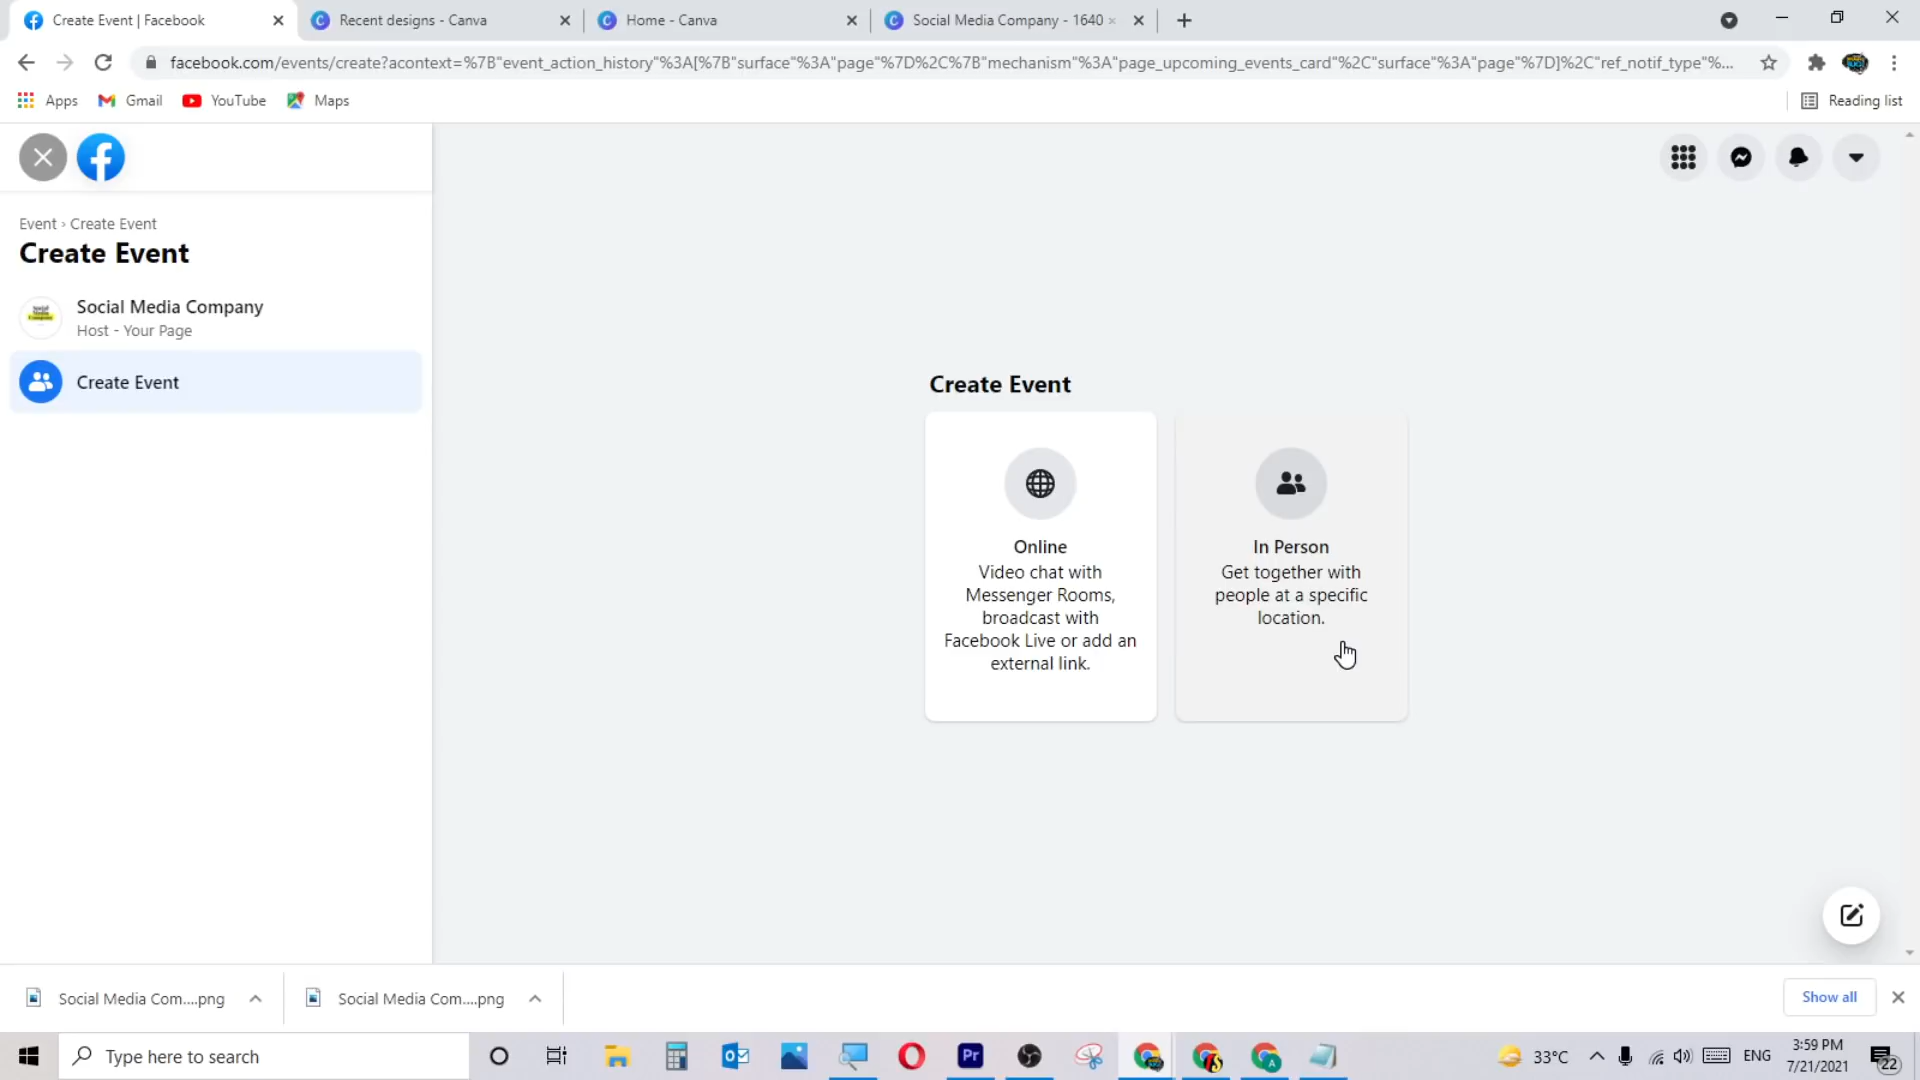 Create Event | Facebook
Recent designs - Canva
Home - Canva
Social Media Company - 1640 ×
facebook.com/events/create?acontext=%7B"event_action_history"%3A[%7B"surface"%3A"page"%7D%2C%7B"mechanism"%3A"page_upcoming_events_card"%2C"surface"%3A"page"%7D]%2C"ref_notif_type"%...
Apps
Gmail
YouTube
Maps
Reading list
Event › Create Event
Create Event
Social Media Company
Host - Your Page
Create Event
Create Event
Online
Video chat with
Messenger Rooms,
broadcast with
Facebook Live or add an
external link.
In Person
Get together with
people at a specific
location.
Social Media Com....png
Social Media Com....png
Show all
Type here to search
Pr
33°C
ENG
3:59 PM
7/21/2021
22